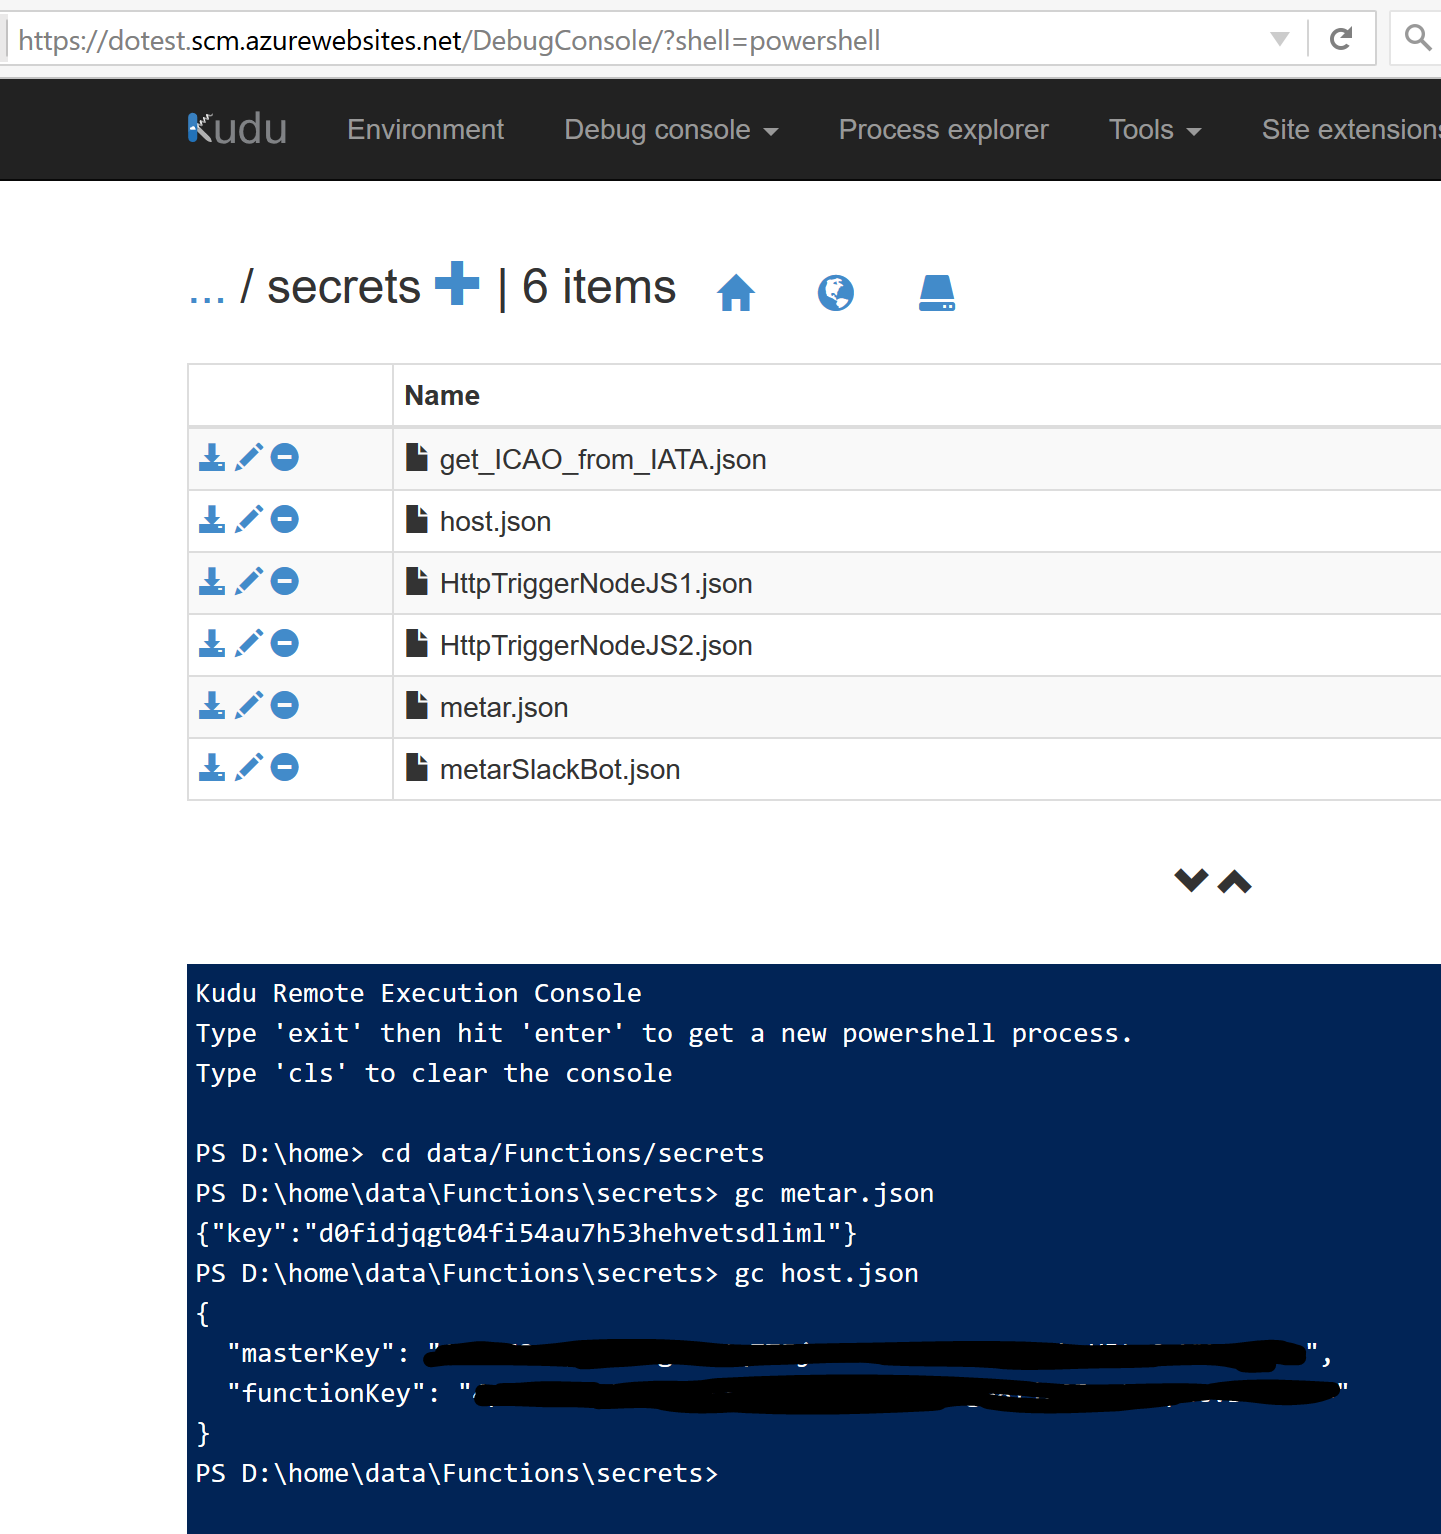 https://dotest.scm.azurewebsites.net/DebugConsole/?shell=powershell
Kudu Environment Debug console Process explorer Tools Site extensions
... / secrets | 6 items
Name
get_ICAO_from_IATA.json
host.json
HttpTriggerNodeJS1.json
HttpTriggerNodeJS2.json
metar.json
metarSlackBot.json
Kudu Remote Execution Console
Type 'exit' then hit 'enter' to get a new powershell process.
Type 'cls' to clear the console
PS D:\home> cd data/Functions/secrets
PS D:\home\data\Functions\secrets> gc metar.json
{"key":"d0fidjqgt04fi54au7h53hehvetsdliml"}
PS D:\home\data\Functions\secrets> gc host.json
{
"masterKey": "",
"functionKey": ""
}
PS D:\home\data\Functions\secrets>